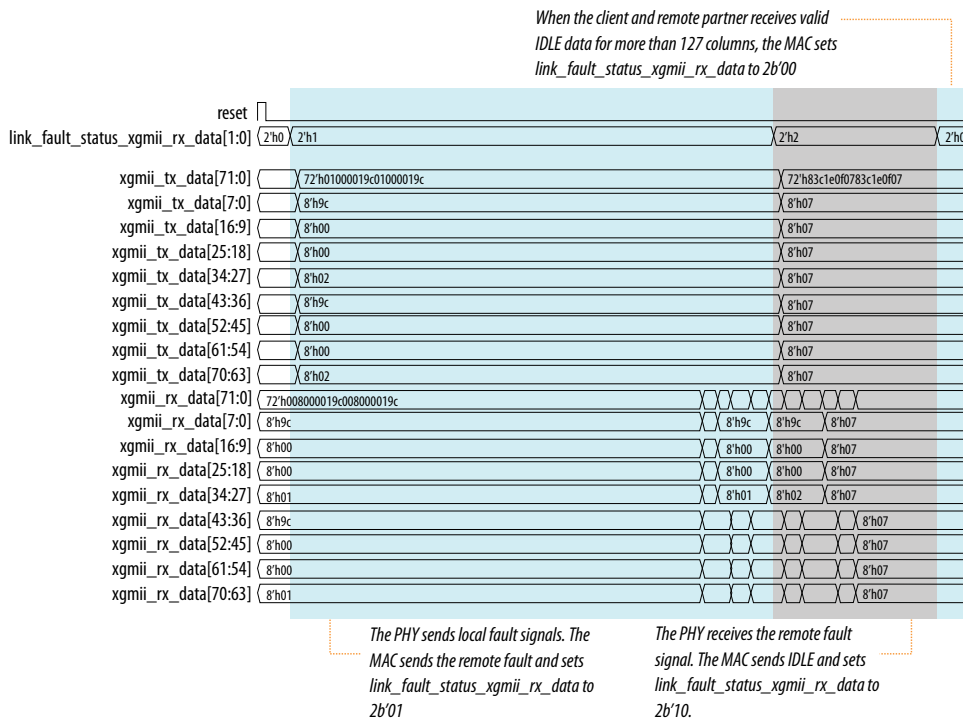 When the client and remote partner receives valid
IDLE data for more than 127 columns, the MAC sets
link_fault_status_xgmii_rx_data to 2b'00
reset
link_fault_status_xgmii_rx_data[1:0] 2'h0 2'h1 2'h2 2'h0
xgmii_tx_data[71:0] 72'h01000019c01000019c 72'h83c1e0f0783c1e0f07
xgmii_tx_data[7:0] 8'h9c 8'h07
xgmii_tx_data[16:9] 8'h00 8'h07
xgmii_tx_data[25:18] 8'h00 8'h07
xgmii_tx_data[34:27] 8'h02 8'h07
xgmii_tx_data[43:36] 8'h9c 8'h07
xgmii_tx_data[52:45] 8'h00 8'h07
xgmii_tx_data[61:54] 8'h00 8'h07
xgmii_tx_data[70:63] 8'h02 8'h07
xgmii_rx_data[71:0] 72'h008000019c008000019c
xgmii_rx_data[7:0] 8'h9c 8'h9c 8'h9c 8'h07
xgmii_rx_data[16:9] 8'h00 8'h00 8'h00 8'h07
xgmii_rx_data[25:18] 8'h00 8'h00 8'h00 8'h07
xgmii_rx_data[34:27] 8'h01 8'h01 8'h02 8'h07
xgmii_rx_data[43:36] 8'h9c 8'h07
xgmii_rx_data[52:45] 8'h00 8'h07
xgmii_rx_data[61:54] 8'h00 8'h07
xgmii_rx_data[70:63] 8'h01 8'h07
The PHY sends local fault signals. The
MAC sends the remote fault and sets
link_fault_status_xgmii_rx_data to
2b'01
The PHY receives the remote fault
signal. The MAC sends IDLE and sets
link_fault_status_xgmii_rx_data to
2b'10.